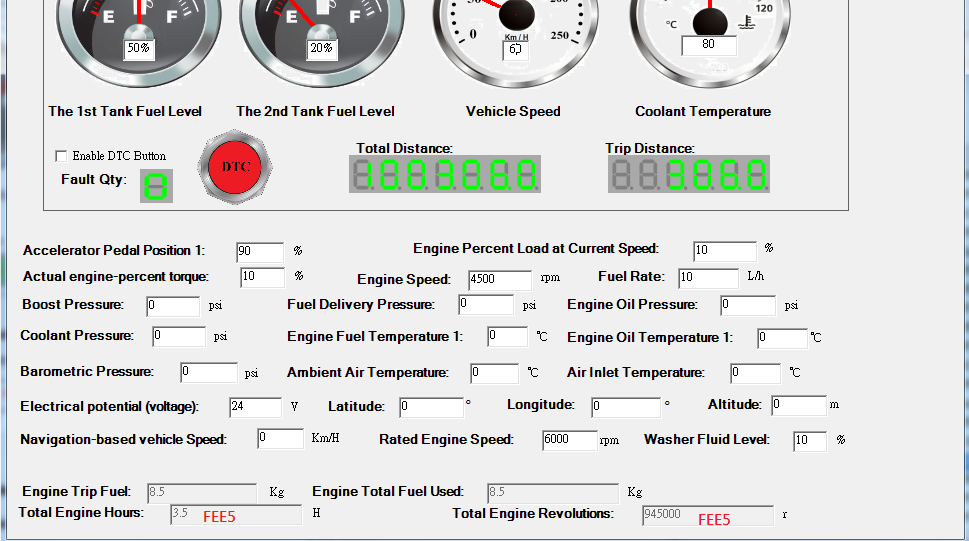 50
120
E F E F 0 Km / H 250 °C
50% 20% 60 80
The 1st Tank Fuel Level The 2nd Tank Fuel Level Vehicle Speed Coolant Temperature
Enable DTC Button DTC Total Distance: Trip Distance:
Fault Qty: 0 1003060 3060
Accelerator Pedal Position 1: 90 % Engine Percent Load at Current Speed: 10 %
Actual engine-percent torque: 10 % Engine Speed: 4500 rpm Fuel Rate: 10 L/h
Boost Pressure: 0 psi Fuel Delivery Pressure: 0 psi Engine Oil Pressure: 0 psi
Coolant Pressure: 0 psi Engine Fuel Temperature 1: 0 °C Engine Oil Temperature 1: 0 °C
Barometric Pressure: 0 psi Ambient Air Temperature: 0 °C Air Inlet Temperature: 0 °C
Electrical potential (voltage): 24 V Latitude: 0 ° Longitude: 0 ° Altitude: 0 m
Navigation-based vehicle Speed: 0 Km/H Rated Engine Speed: 6000 rpm Washer Fluid Level: 10 %
Engine Trip Fuel: 8.5 Kg Engine Total Fuel Used: 8.5 Kg
Total Engine Hours: 3.5 FEE5 H Total Engine Revolutions: 945000 FEE5 r